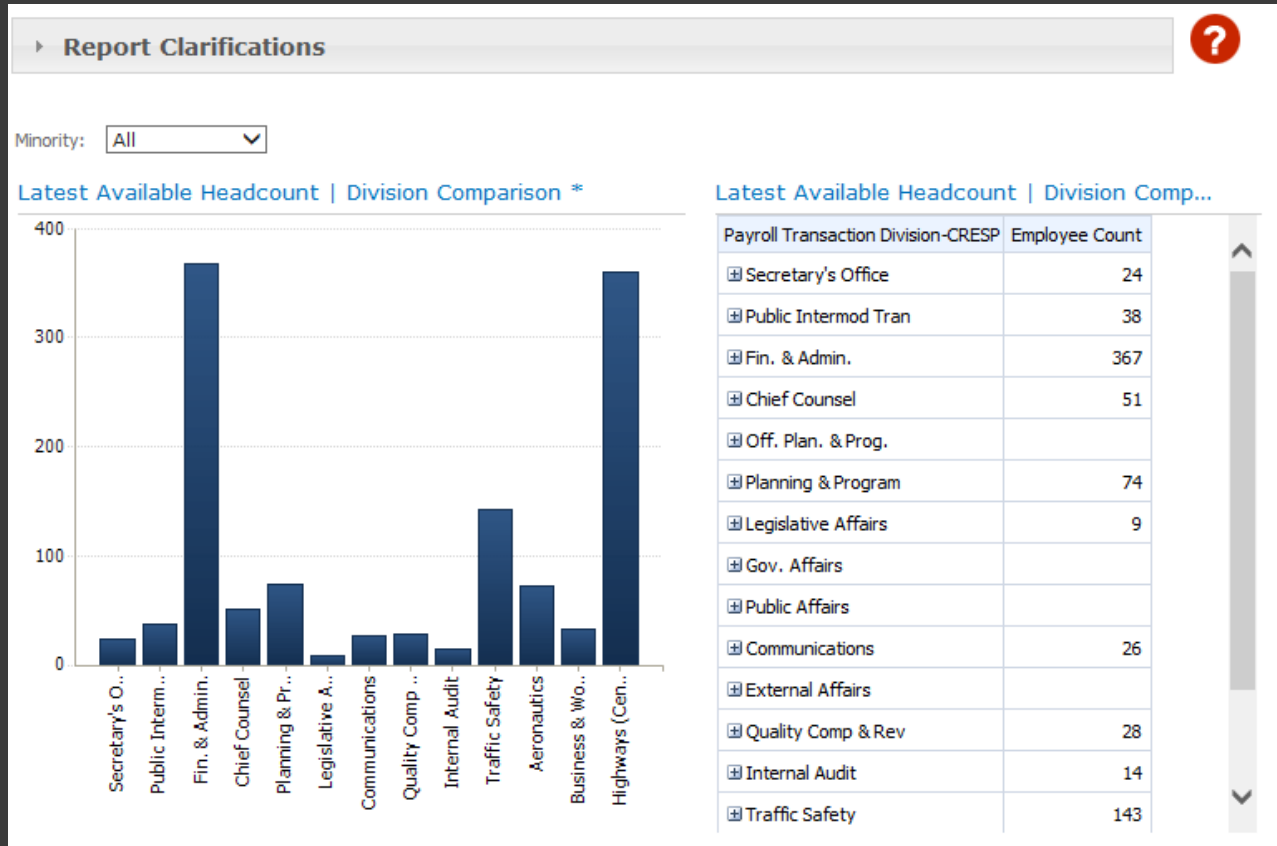 Report Clarifications
?
Minority: All
Latest Available Headcount | Division Comparison *
400
300
200
100
0
Secretary's O..
Public Interm..
Fin. & Admin.
Chief Counsel
Planning & Pr..
Legislative A..
Communications
Quality Comp ..
Internal Audit
Traffic Safety
Aeronautics
Business & Wo..
Highways (Cen..
Latest Available Headcount | Division Comp...
Payroll Transaction Division-CRESP Employee Count
Secretary's Office 24
Public Intermod Tran 38
Fin. & Admin. 367
Chief Counsel 51
Off. Plan. & Prog.
Planning & Program 74
Legislative Affairs 9
Gov. Affairs
Public Affairs
Communications 26
External Affairs
Quality Comp & Rev 28
Internal Audit 14
Traffic Safety 143